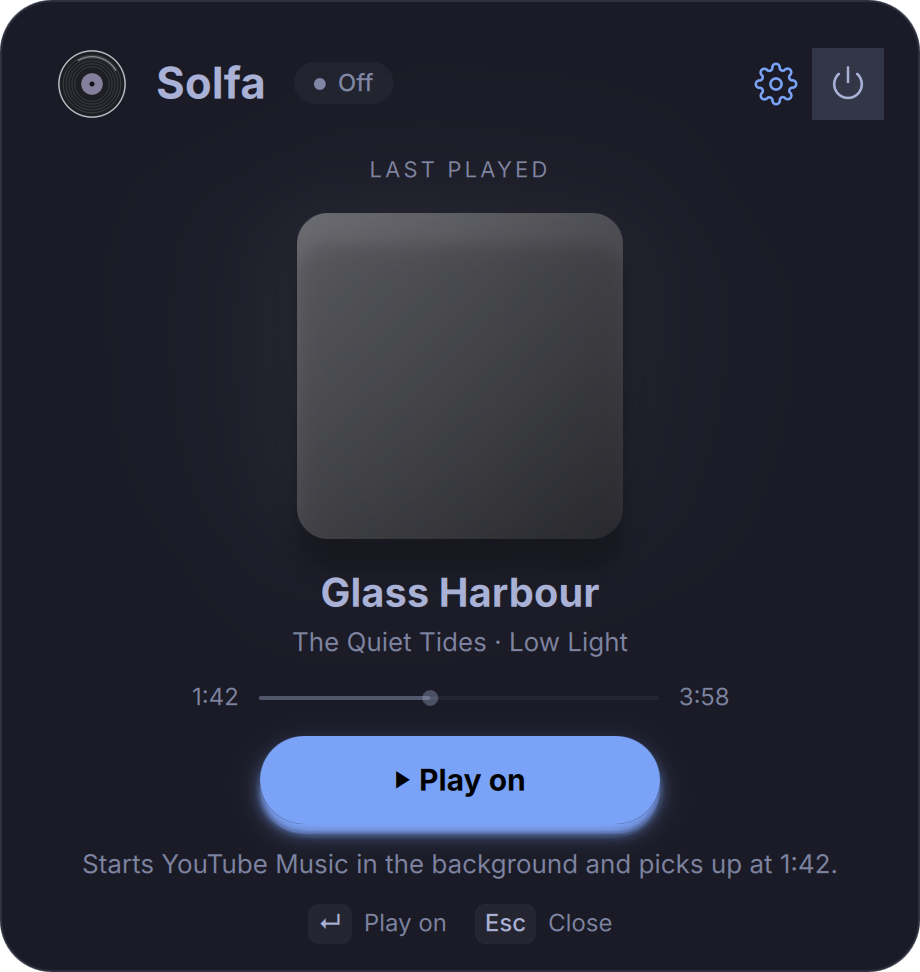 Solfa
Off
LAST PLAYED
Glass Harbour
The Quiet Tides · Low Light
1:42
3:58
Play on
Starts YouTube Music in the background and picks up at 1:42.
↵ Play on Esc Close